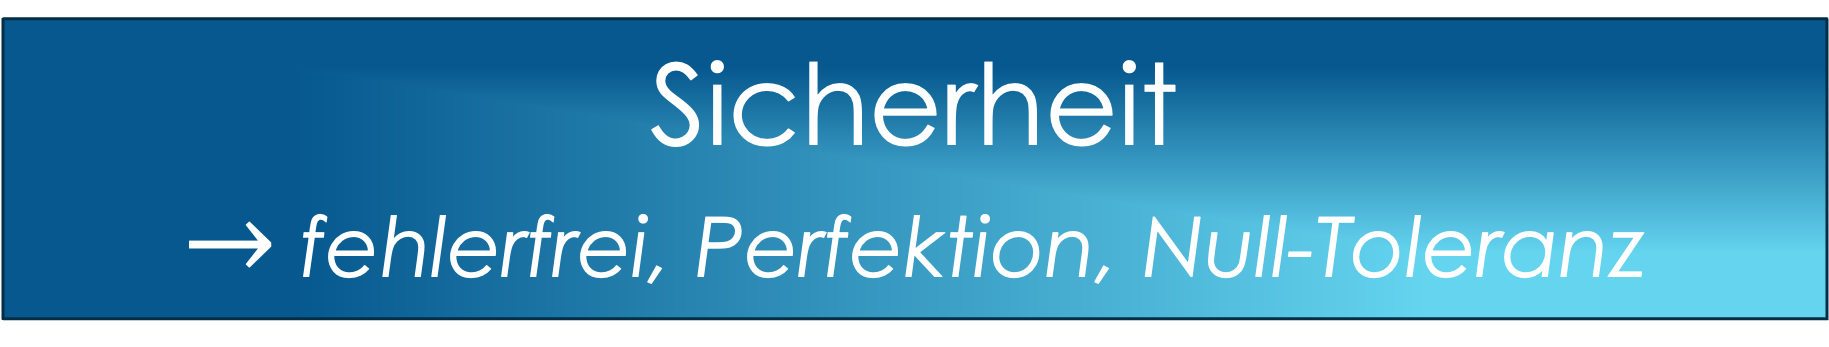 Sicherheit
→ fehlerfrei, Perfektion, Null-Toleranz